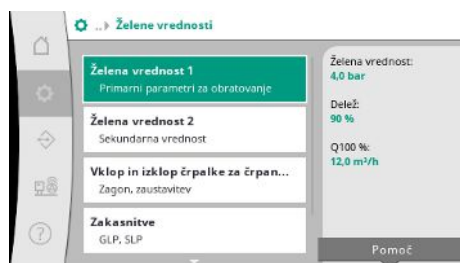 ..▸ Želene vrednosti
Želena vrednost 1
Primarni parametri za obratovanje
Želena vrednost 2
Sekundarna vrednost
Vklop in izklop črpalke za črpan...
Zagon, zaustavitev
Zakasnitve
GLP, SLP
Želena vrednost:
4,0 bar
Delež:
90 %
Q100 %:
12,0 m³/h
Pomoč